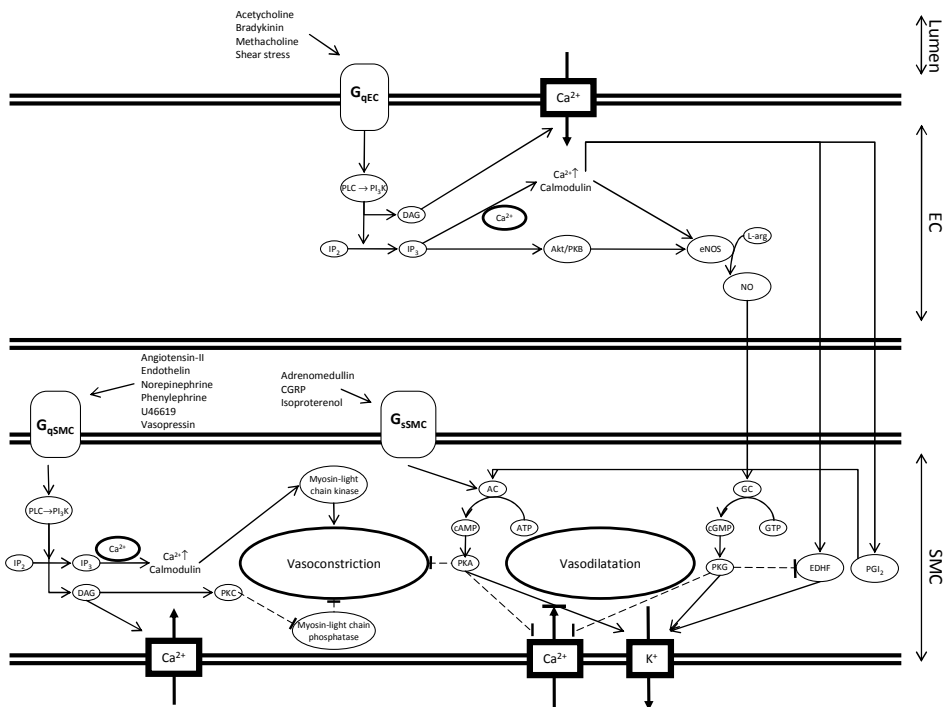 Acetycholine
Bradykinin
Methacholine
Shear stress
Lumen
GqEC
Ca²⁺
EC
PLC → PI₃K
Ca²⁺↑
Calmodulin
DAG
Ca²⁺
L-arg
IP₂
IP₃
Akt/PKB
eNOS
NO
Angiotensin-II
Endothelin
Norepinephrine
Phenylephrine
U46619
Vasopressin
Adrenomedullin
CGRP
Isoproterenol
GqSMC
GsSMC
SMC
Myosin-light
chain kinase
AC
GC
PLC→PI₃K
cAMP
ATP
cGMP
GTP
Ca²⁺
IP₂
IP₃
Ca²⁺↑
Calmodulin
Vasoconstriction
PKA
Vasodilatation
PKG
EDHF
PGI₂
DAG
PKC
Myosin-light chain
phosphatase
Ca²⁺
Ca²⁺
K⁺